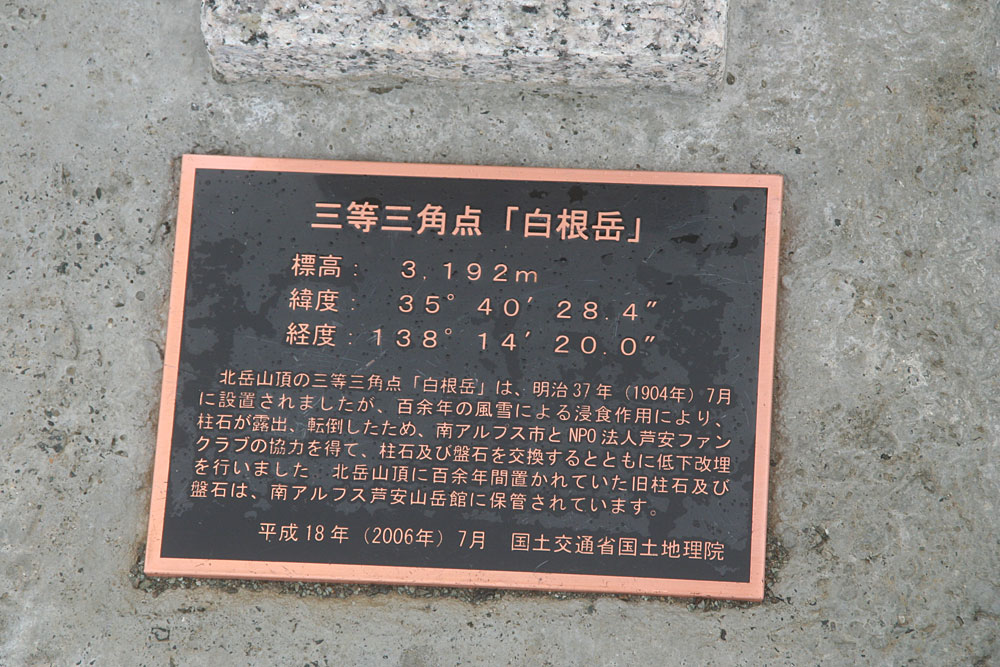 三等三角点「白根岳」
標高： ３，１９２ｍ
緯度： ３５° ４０′ ２８．４″
経度：１３８° １４′ ２０．０″
北岳山頂の三等三角点「白根岳」は、明治37年（1904年）7月
に設置されましたが、百余年の風雪による浸食作用により、
柱石が露出、転倒したため、南アルプス市とNPO法人芦安ファン
クラブの協力を得て、柱石及び盤石を交換するとともに低下改埋
を行いました 北岳山頂に百余年間置かれていた旧柱石及び
盤石は、南アルプス芦安山岳館に保管されています。
平成18年（2006年）7月 国土交通省国土地理院